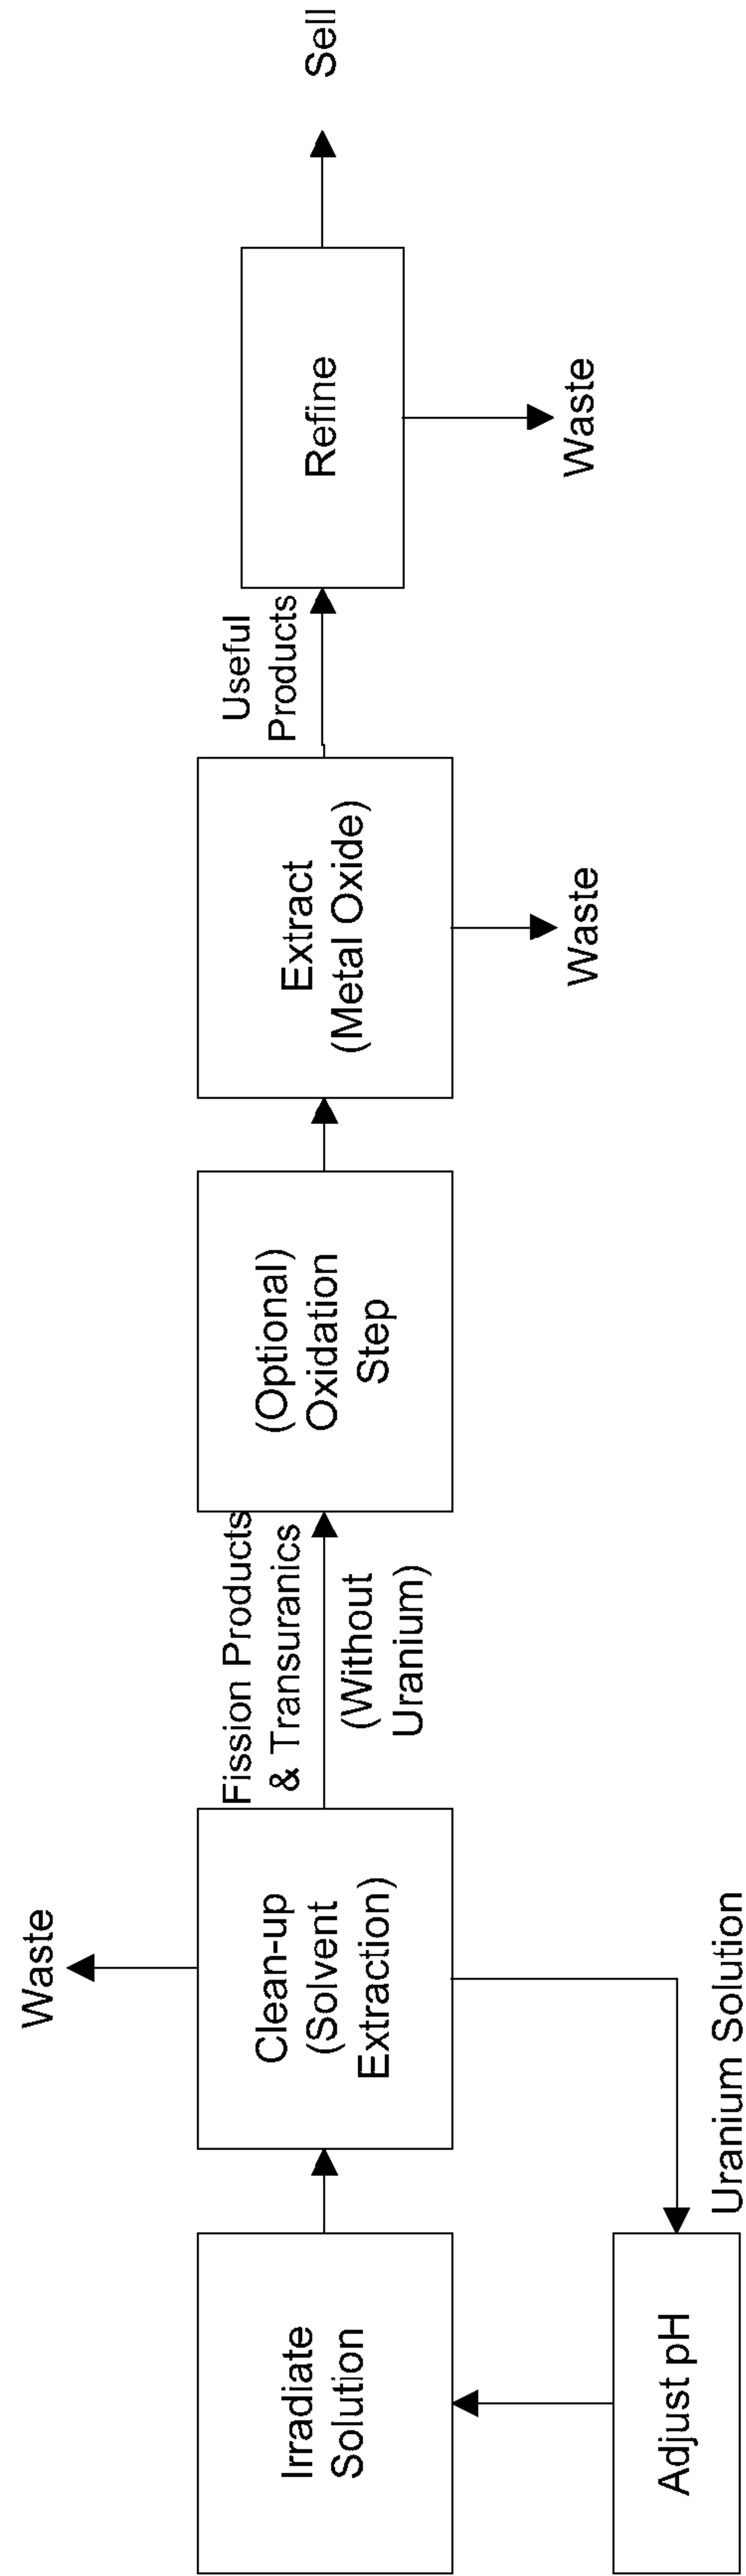 Irradiate
Solution
Adjust pH
Uranium Solution
Waste
Clean-up
(Solvent
Extraction)
Fission Products
& Transuranics
(Without
Uranium)
(Optional)
Oxidation
Step
Extract
(Metal Oxide)
Waste
Useful
Products
Refine
Waste
Sell